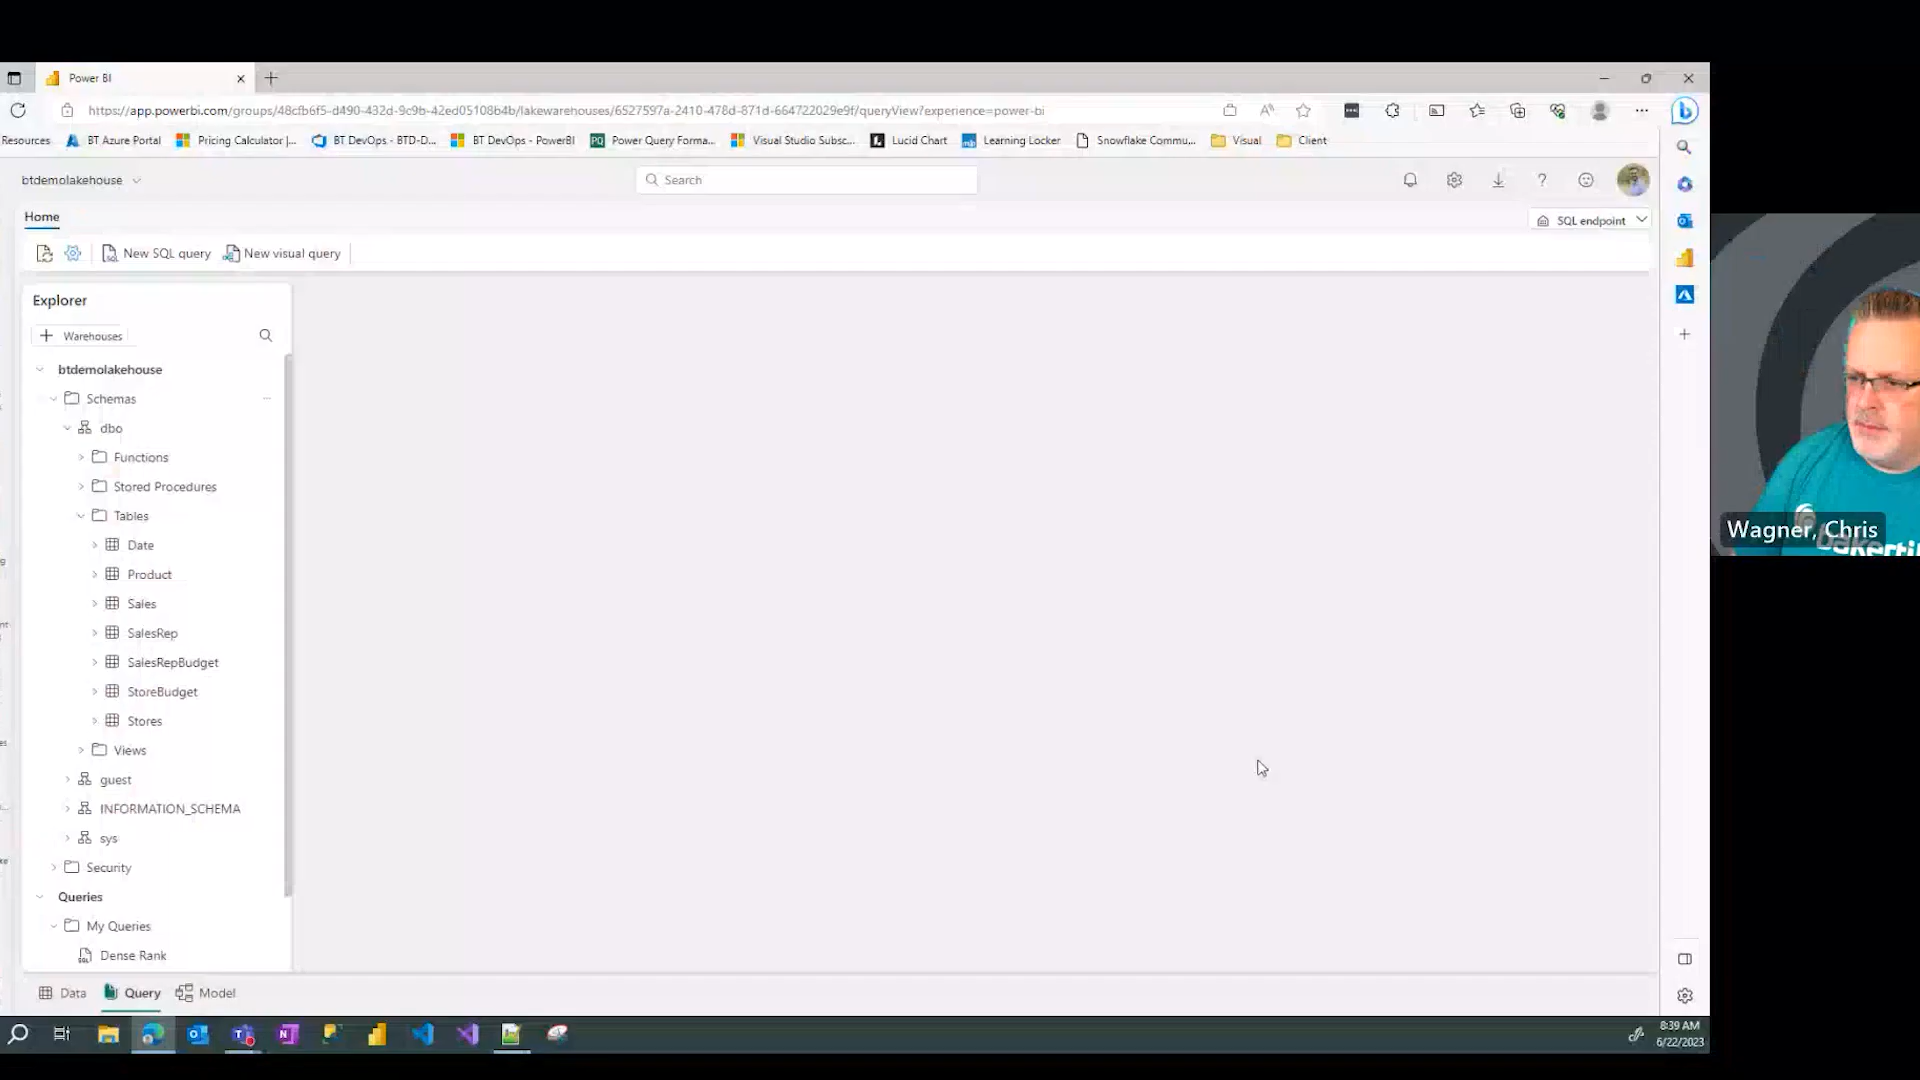 Power BI
https://app.powerbi.com/groups/48cfb6f5-d490-432d-9c9b-42ed05108b4b/lakewarehouses/6527597a-2410-478d-871d-664722029e9f/queryView?experience=power-bi
Resources BT Azure Portal Pricing Calculator |... BT DevOps - BTD-D... BT DevOps - PowerBI Power Query Forma... Visual Studio Subsc... Lucid Chart Learning Locker Snowflake Commu... Visual Client
btdemolakehouse Search
Home SQL endpoint
New SQL query New visual query
Explorer
+ Warehouses
btdemolakehouse
Schemas
dbo
Functions
Stored Procedures
Tables
Date
Product
Sales
SalesRep
SalesRepBudget
StoreBudget
Stores
Views
guest
INFORMATION_SCHEMA
sys
Security
Queries
My Queries
Dense Rank
Data Query Model
8:39 AM
6/22/2023
Wagner, Chris